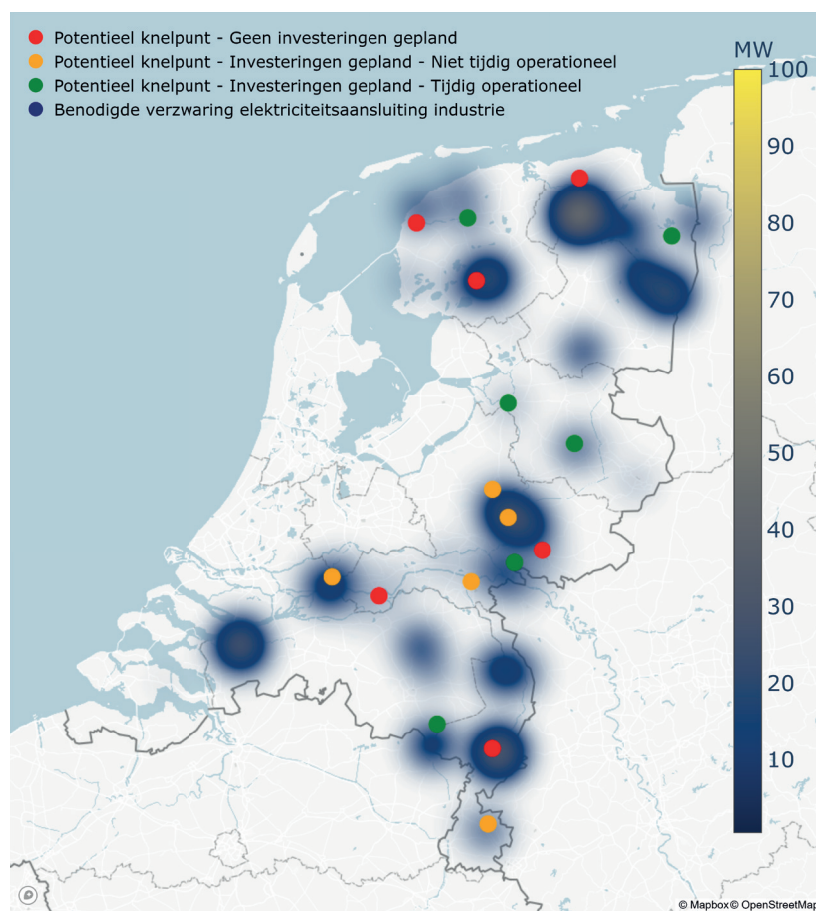 Potentieel knelpunt - Geen investeringen gepland
Potentieel knelpunt - Investeringen gepland - Niet tijdig operationeel
Potentieel knelpunt - Investeringen gepland - Tijdig operationeel
Benodigde verzwaring elektriciteitsaansluiting industrie
MW
100
90
80
70
60
50
40
30
20
10
© Mapbox © OpenStreetMap